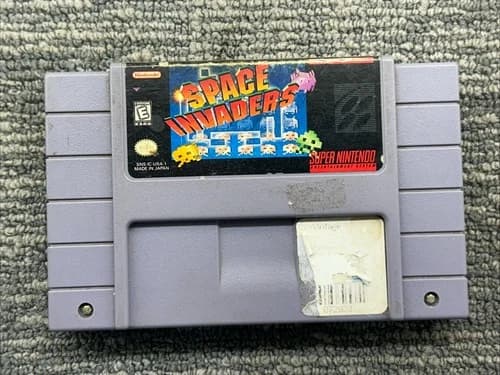 Nintendo
SPACE
INVADERS
E
SNS-IC-USA-1
MADE IN JAPAN
SUPER NINTENDO
ENTERTAINMENT SYSTEM